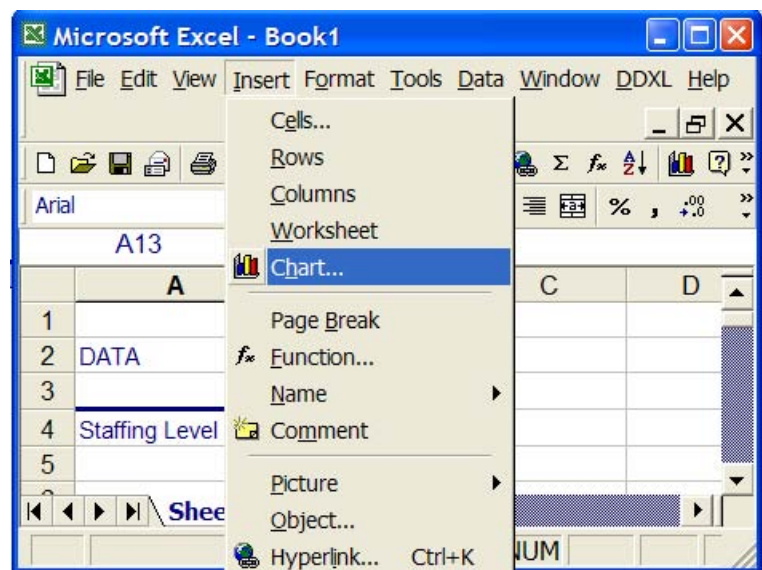 Microsoft Excel - Book1
File Edit View Insert Format Tools Data Window DDXL Help
Cells...
Rows
Columns
Worksheet
Chart...
Page Break
Function...
Name
Comment
Picture
Object...
Hyperlink... Ctrl+K
Arial
% ,
A13
A C D
1
2 DATA
3
4 Staffing Level
5
Shee
NUM